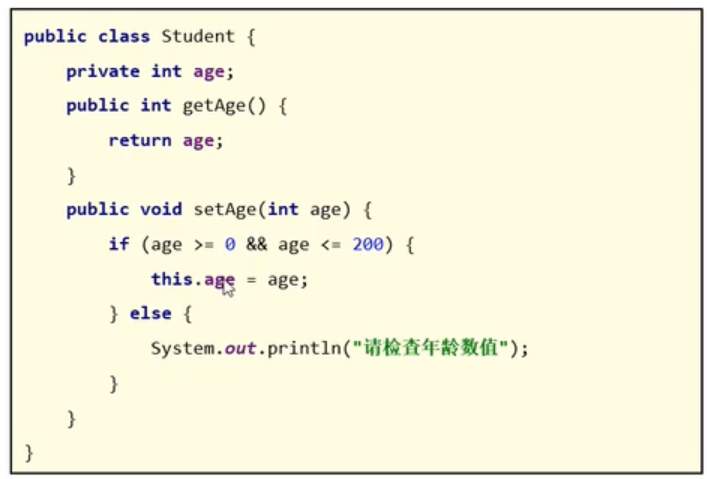 public class Student {
private int age;
public int getAge() {
return age;
}
public void setAge(int age) {
if (age >= 0 && age <= 200) {
this.age = age;
} else {
System.out.println("请检查年龄数值");
}
}
}